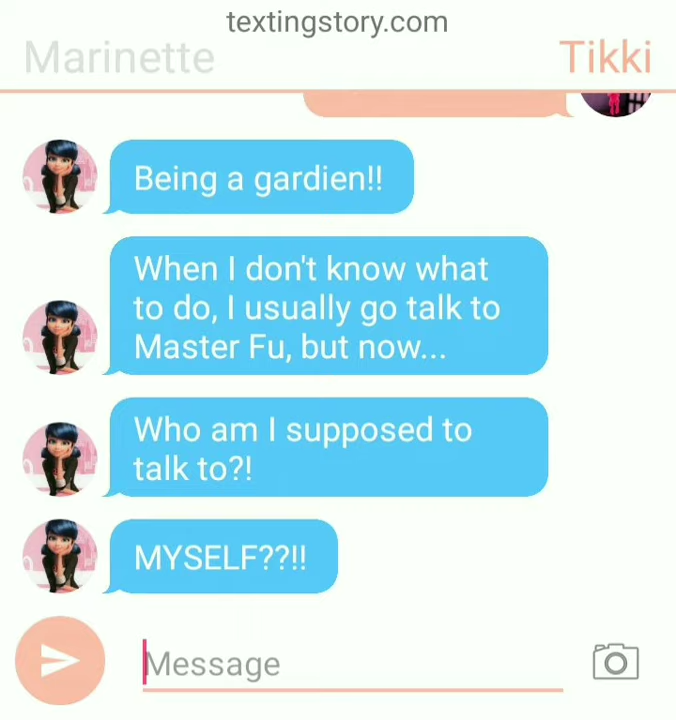 textingstory.com
Marinette
Tikki
Being a gardien!!
When I don't know what
to do, I usually go talk to
Master Fu, but now...
Who am I supposed to
talk to?!
MYSELF??!!
Message